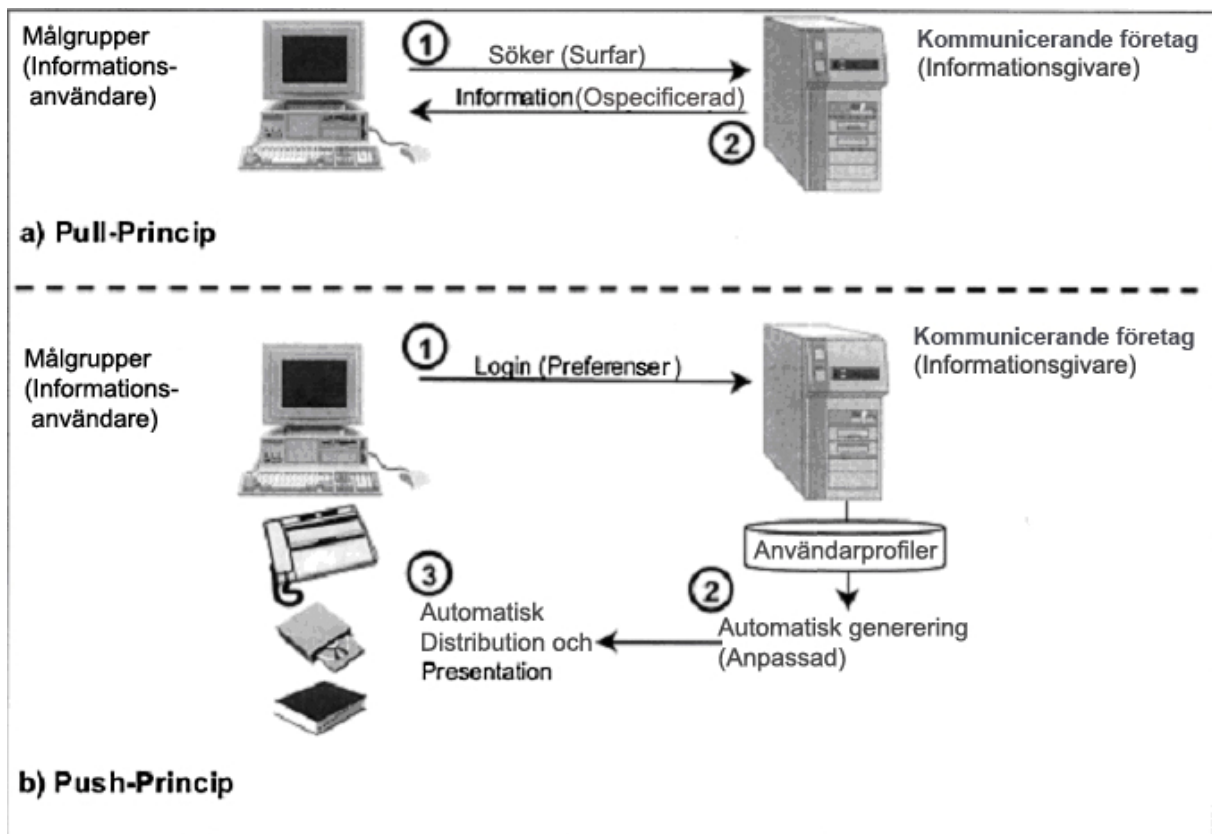 Målgrupper
(Informations-
användare)
1
Söker (Surfar)
Information(Ospecificerad)
2
Kommunicerande företag
(Informationsgivare)
a) Pull-Princip
Målgrupper
(Informations-
användare)
1
Login (Preferenser)
Kommunicerande företag
(Informationsgivare)
Användarprofiler
2
Automatisk generering
(Anpassad)
3
Automatisk
Distribution och
Presentation
b) Push-Princip